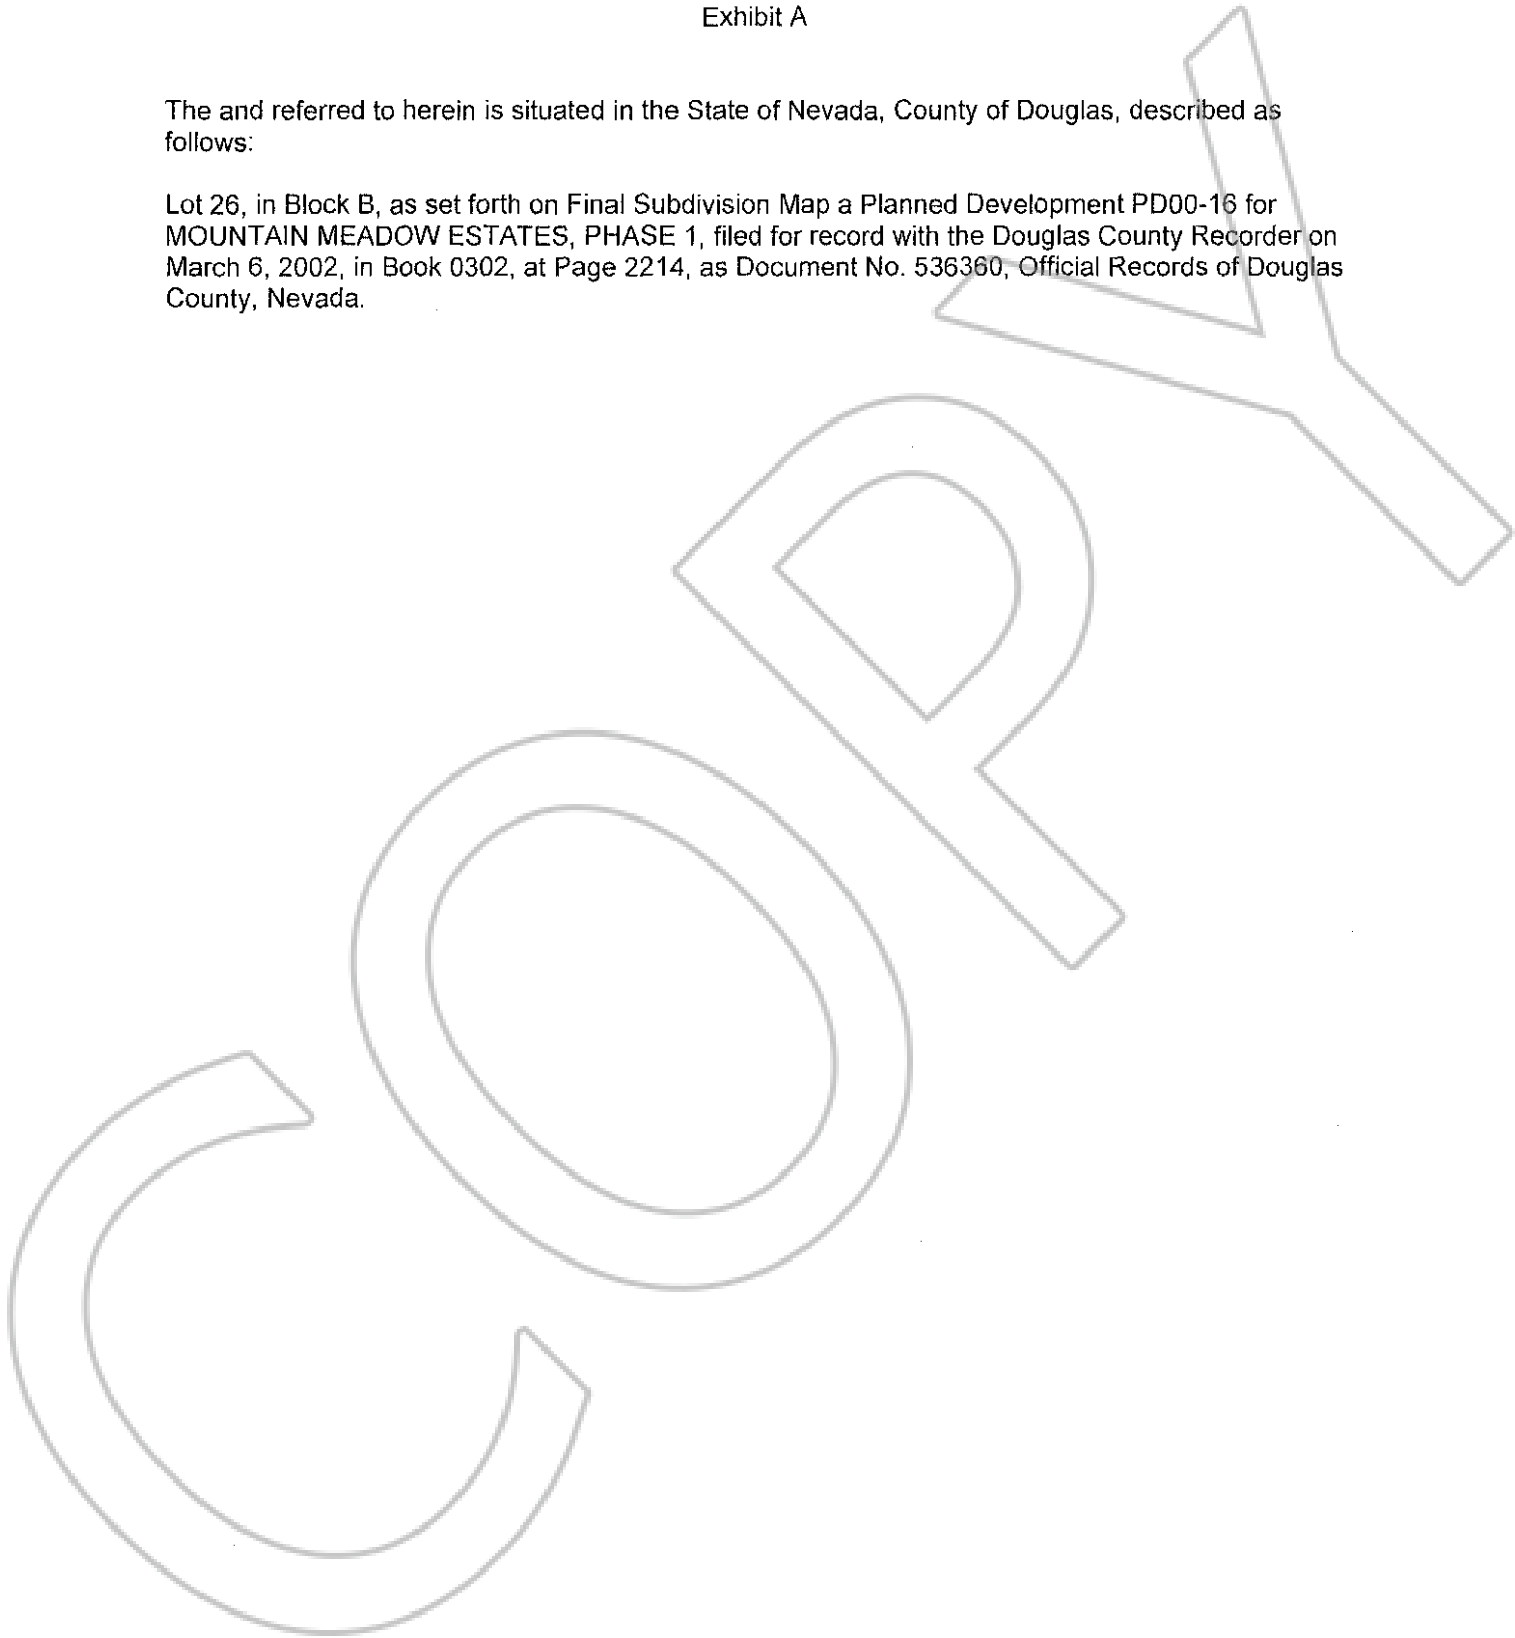 Exhibit A
The and referred to herein is situated in the State of Nevada, County of Douglas, described as
follows:
Lot 26, in Block B, as set forth on Final Subdivision Map a Planned Development PD00-16 for
MOUNTAIN MEADOW ESTATES, PHASE 1, filed for record with the Douglas County Recorder on
March 6, 2002, in Book 0302, at Page 2214, as Document No. 536360, Official Records of Douglas
County, Nevada.
COPY